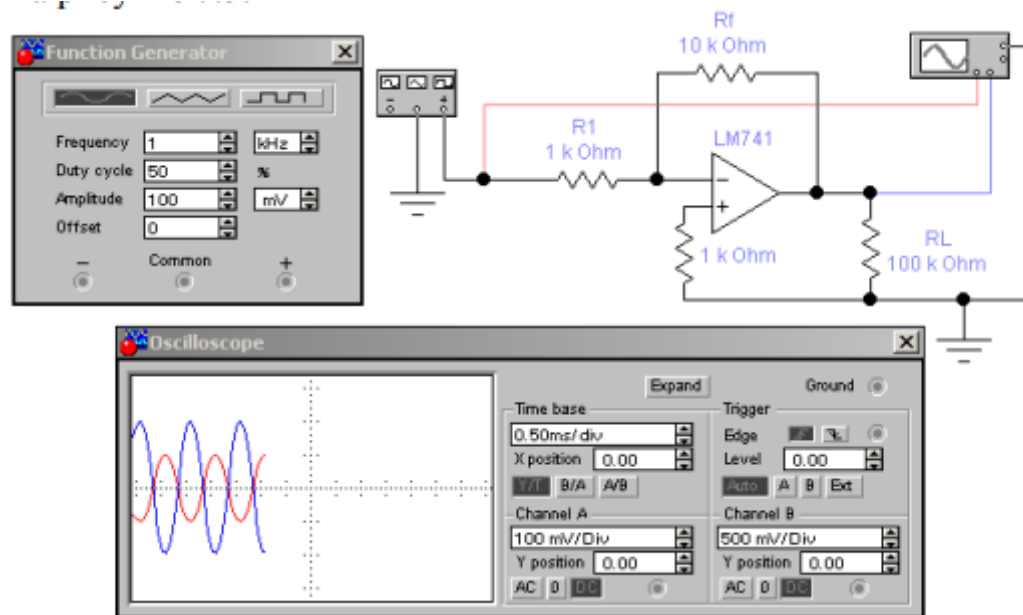 Function Generator
Frequency 1 kHz
Duty cycle 50 %
Amplitude 100 mV
Offset 0
− Common +
Rf
10 k Ohm
R1
1 k Ohm
LM741
1 k Ohm
RL
100 k Ohm
Oscilloscope
Expand
Ground
Time base
0.50ms/div
X position 0.00
Y/T B/A A/B
Trigger
Edge
Level 0.00
Auto A B Ext
Channel A
100 mV/Div
Y position 0.00
AC 0 DC
Channel B
500 mV/Div
Y position 0.00
AC 0 DC